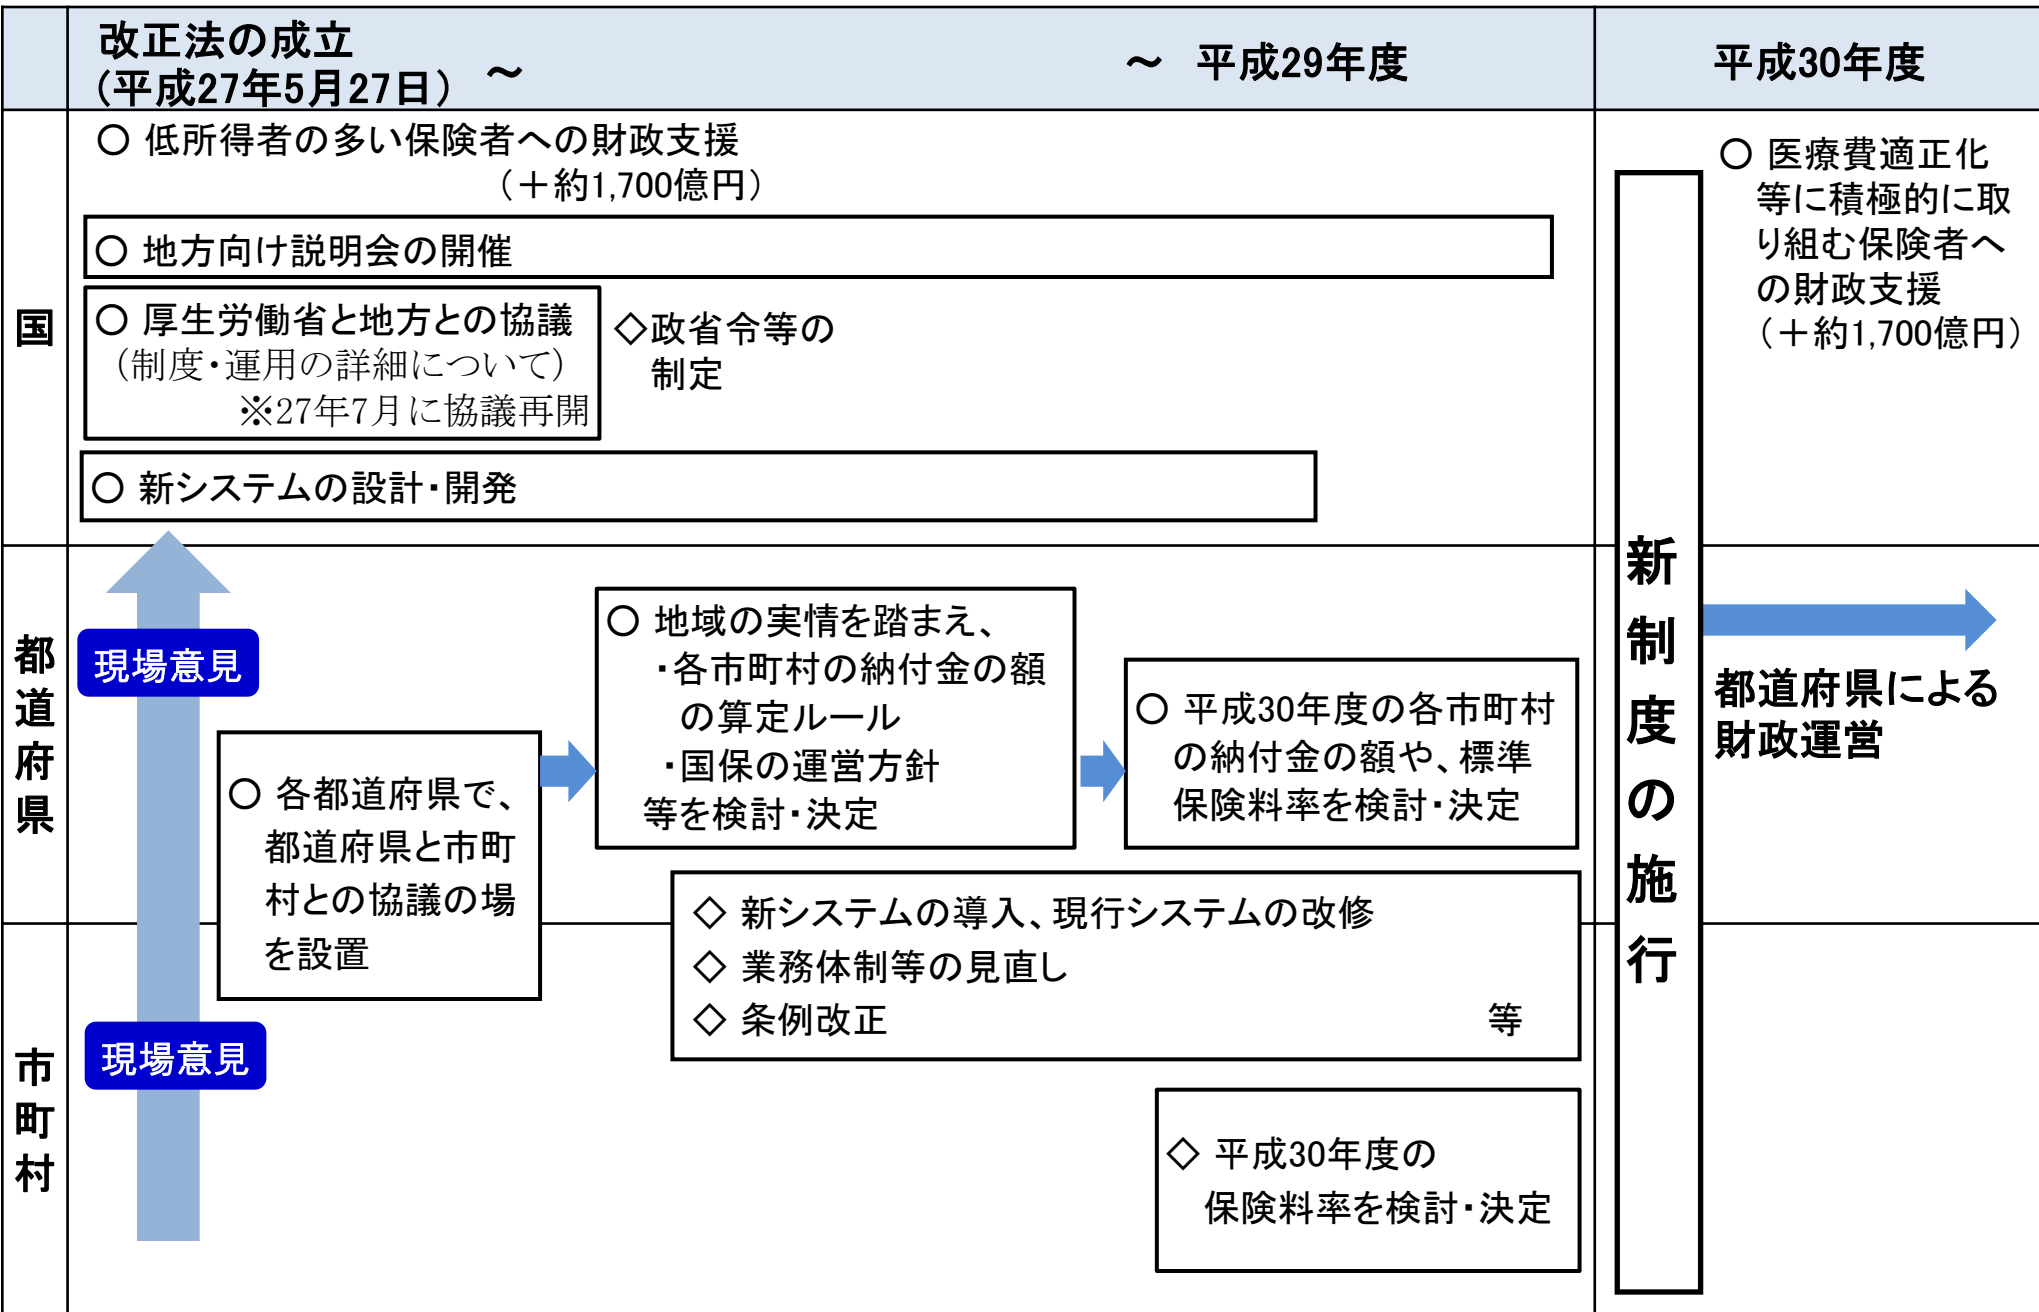 改正法の成立
(平成27年5月27日) ～
～ 平成29年度
平成30年度
国
○ 低所得者の多い保険者への財政支援
（＋約1,700億円）
○ 地方向け説明会の開催
○ 厚生労働省と地方との協議
（制度・運用の詳細について）
※27年7月に協議再開
◇政省令等の
制定
○ 新システムの設計・開発
○ 医療費適正化
等に積極的に取
り組む保険者へ
の財政支援
（＋約1,700億円）
新制度の施行
都道府県
現場意見
○ 各都道府県で、
都道府県と市町
村との協議の場
を設置
○ 地域の実情を踏まえ、
・各市町村の納付金の額
の算定ルール
・国保の運営方針
等を検討・決定
○ 平成30年度の各市町村
の納付金の額や、標準
保険料率を検討・決定
都道府県による
財政運営
◇ 新システムの導入、現行システムの改修
◇ 業務体制等の見直し
◇ 条例改正 等
市町村
現場意見
◇ 平成30年度の
保険料率を検討・決定